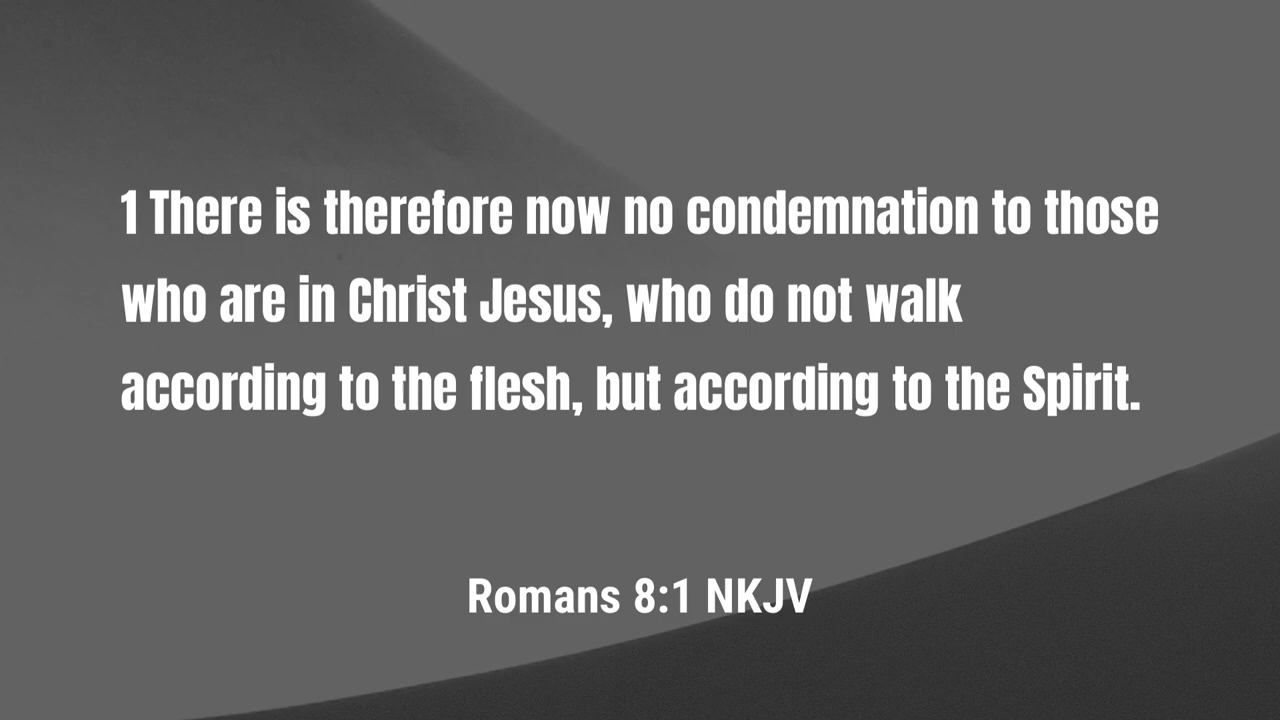 1 There is therefore now no condemnation to those
who are in Christ Jesus, who do not walk
according to the flesh, but according to the Spirit.
Romans 8:1 NKJV